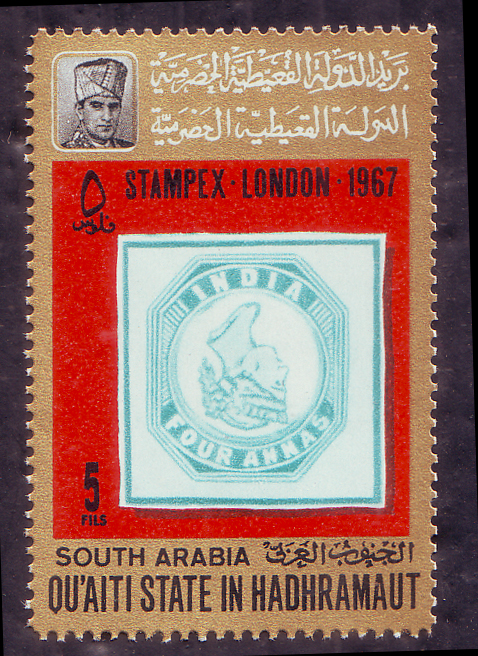 بريد الدولة القعيطية الحضرمية
الدولة القعيطية الحضرمية
STAMPEX · LONDON · 1967
٥
فلوس
INDIA
FOUR ANNAS
5
FILS
SOUTH ARABIA الجنوب العربي
QU'AITI STATE IN HADHRAMAUT